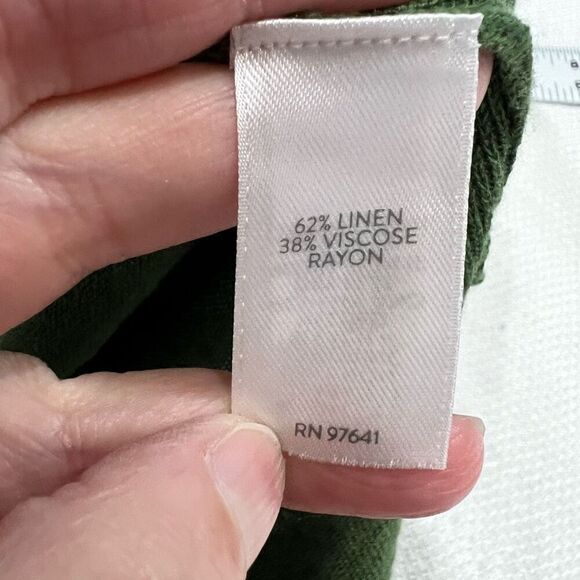 62% LINEN
38% VISCOSE
RAYON
RN 97641